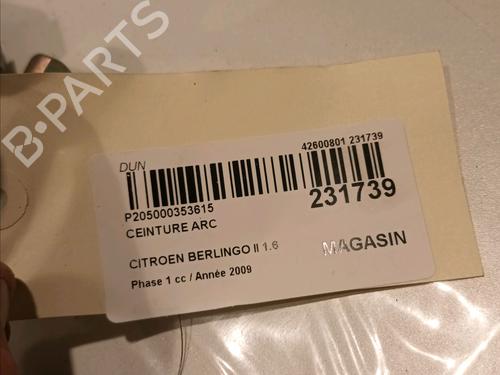 B-PARTS
DUN
42600801 231739
P205000353615
231739
CEINTURE ARC
CITROEN BERLINGO II 1.6
MAGASIN
Phase 1 cc / Année 2009